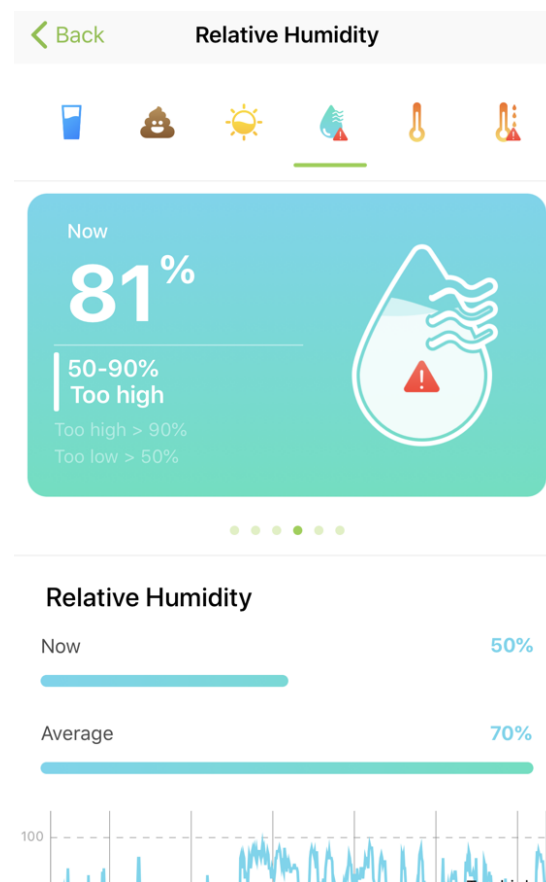 Back
Relative Humidity
Now
81%
50-90%
Too high
Too high > 90%
Too low > 50%
Relative Humidity
Now
50%
Average
70%
100